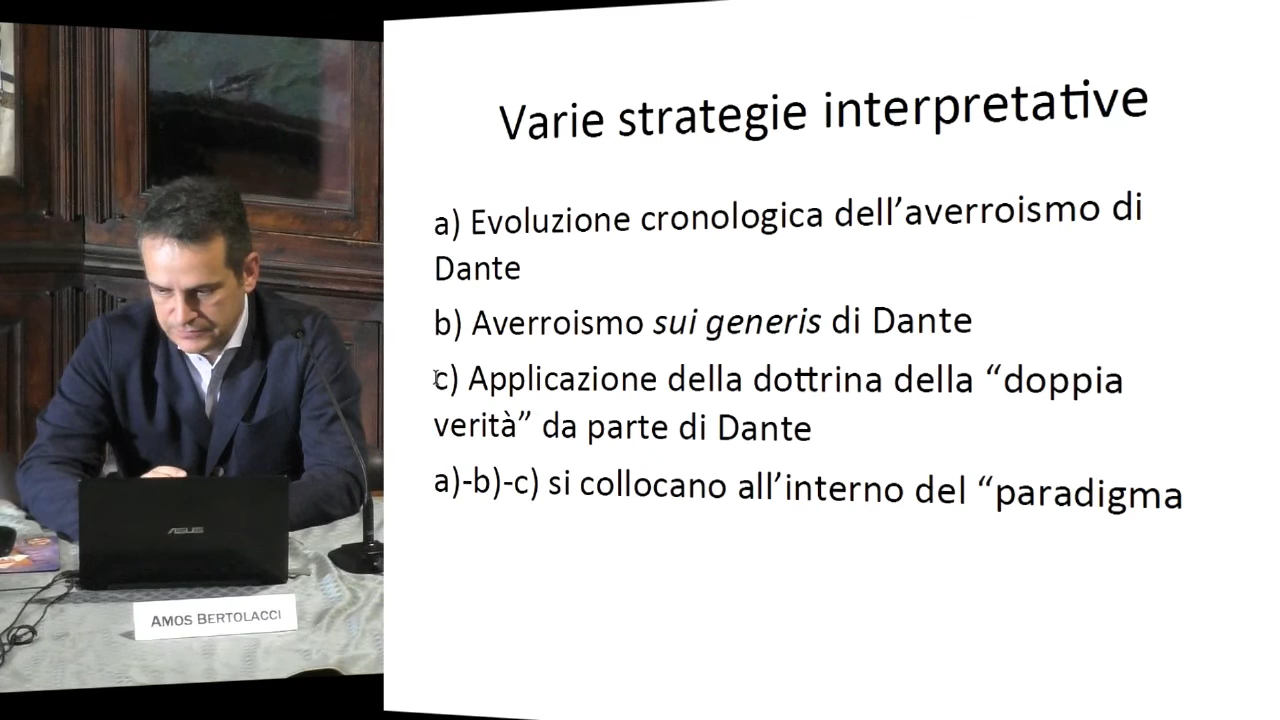 Varie strategie interpretative
a) Evoluzione cronologica dell’averroismo di
Dante
b) Averroismo sui generis di Dante
c) Applicazione della dottrina della “doppia
verità” da parte di Dante
a)-b)-c) si collocano all’interno del “paradigma
ASUS
AMOS BERTOLACCI